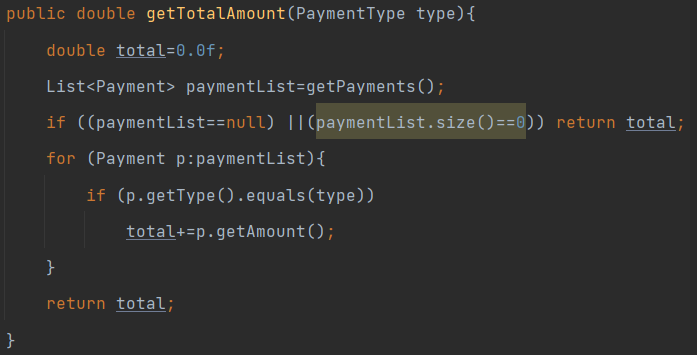 public double getTotalAmount(PaymentType type){
    double total=0.0f;
    List<Payment> paymentList=getPayments();
    if ((paymentList==null) ||(paymentList.size()==0)) return total;
    for (Payment p:paymentList){
        if (p.getType().equals(type))
            total+=p.getAmount();
    }
    return total;
}